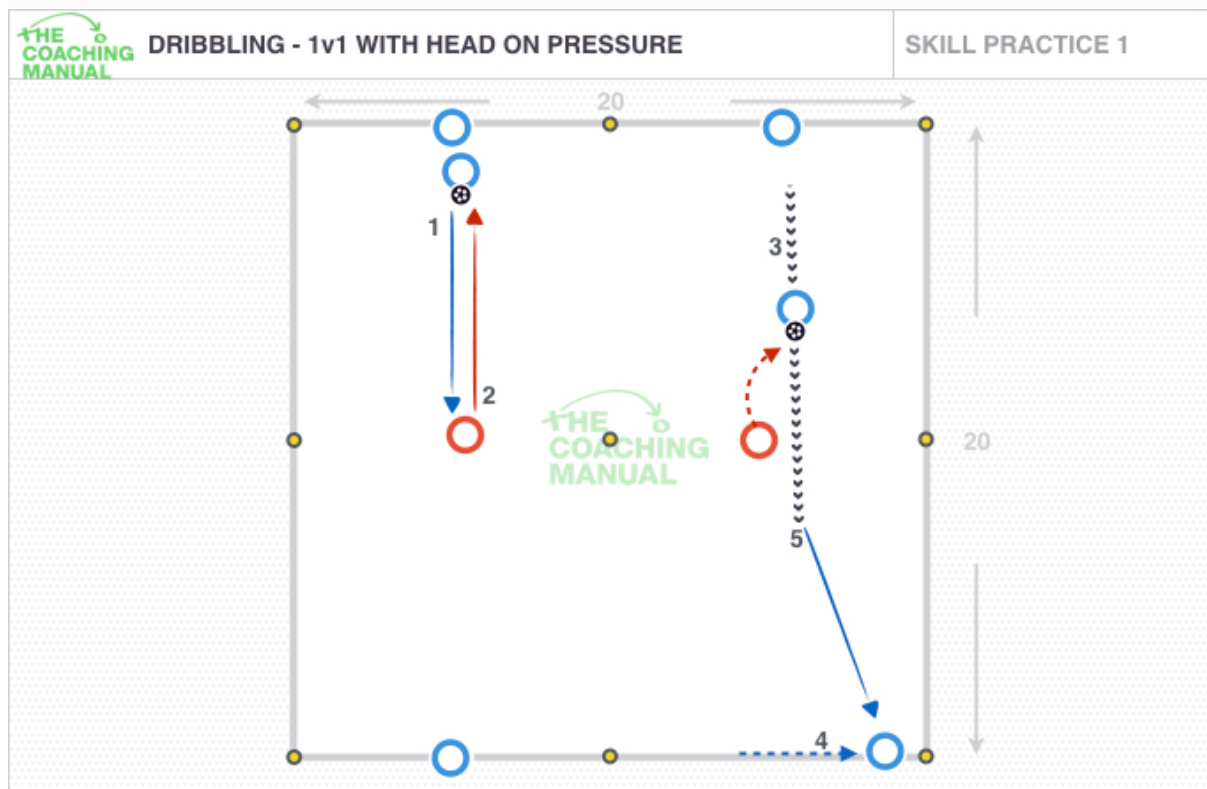 THE
COACHING
MANUAL
DRIBBLING - 1v1 WITH HEAD ON PRESSURE
SKILL PRACTICE 1
20
1
3
2
THE
COACHING
MANUAL
20
5
4